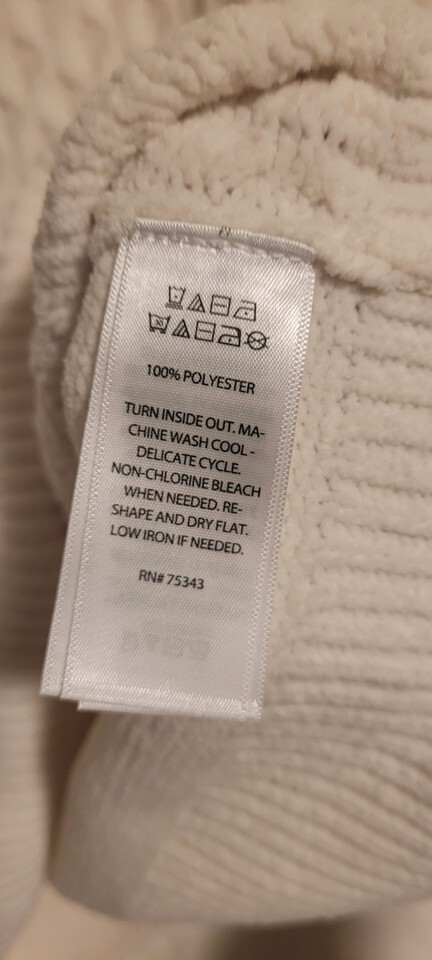 100% POLYESTER
TURN INSIDE OUT. MA-
CHINE WASH COOL -
DELICATE CYCLE.
NON-CHLORINE BLEACH
WHEN NEEDED. RE-
SHAPE AND DRY FLAT.
LOW IRON IF NEEDED.
RN# 75343